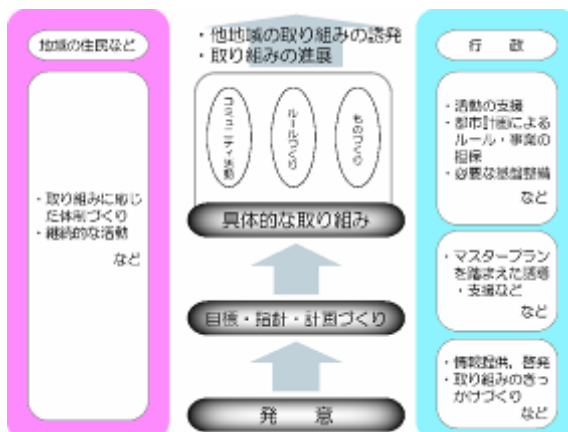 地域の住民など
・取り組みに応じ
た体制づくり
・継続的な活動
など
・他地域の取り組みの誘発
・取り組みの進展
コミュニティ活動
ルールづくり
ものづくり
具体的な取り組み
目標・指針・計画づくり
発 意
行 政
・活動の支援
・都市計画による
ルール・事業の
担保
・必要な基盤整備
など
・マスタープラン
を踏まえた誘導
・支援など
など
・情報提供，啓発
・取り組みのきっ
かけづくり
など